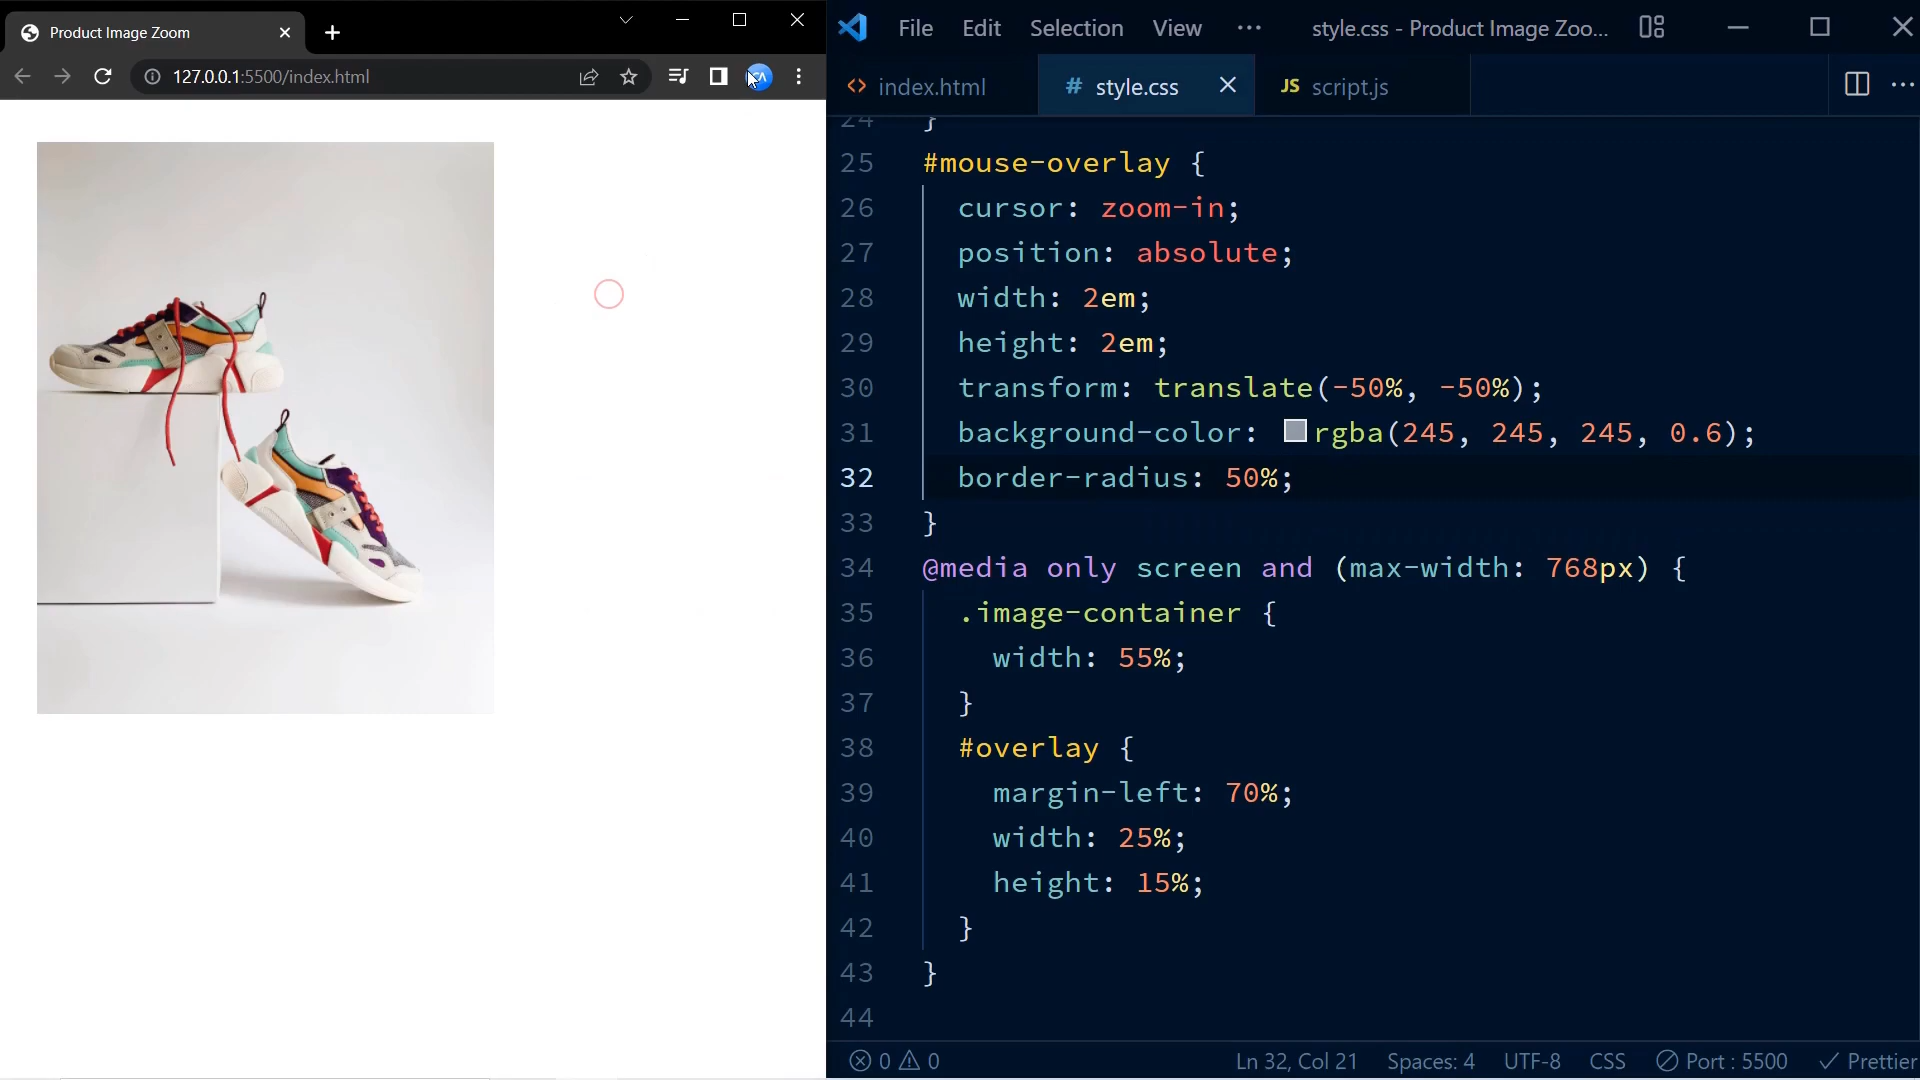 Product Image Zoom
127.0.0.1:5500/index.html
File Edit Selection View ··· style.css - Product Image Zoo...
<> index.html # style.css JS script.js
24 }
25 #mouse-overlay {
26 cursor: zoom-in;
27 position: absolute;
28 width: 2em;
29 height: 2em;
30 transform: translate(-50%, -50%);
31 background-color: rgba(245, 245, 245, 0.6);
32 border-radius: 50%;
33 }
34 @media only screen and (max-width: 768px) {
35 .image-container {
36 width: 55%;
37 }
38 #overlay {
39 margin-left: 70%;
40 width: 25%;
41 height: 15%;
42 }
43 }
44
0 0 Ln 32, Col 21 Spaces: 4 UTF-8 CSS Port : 5500 Prettier